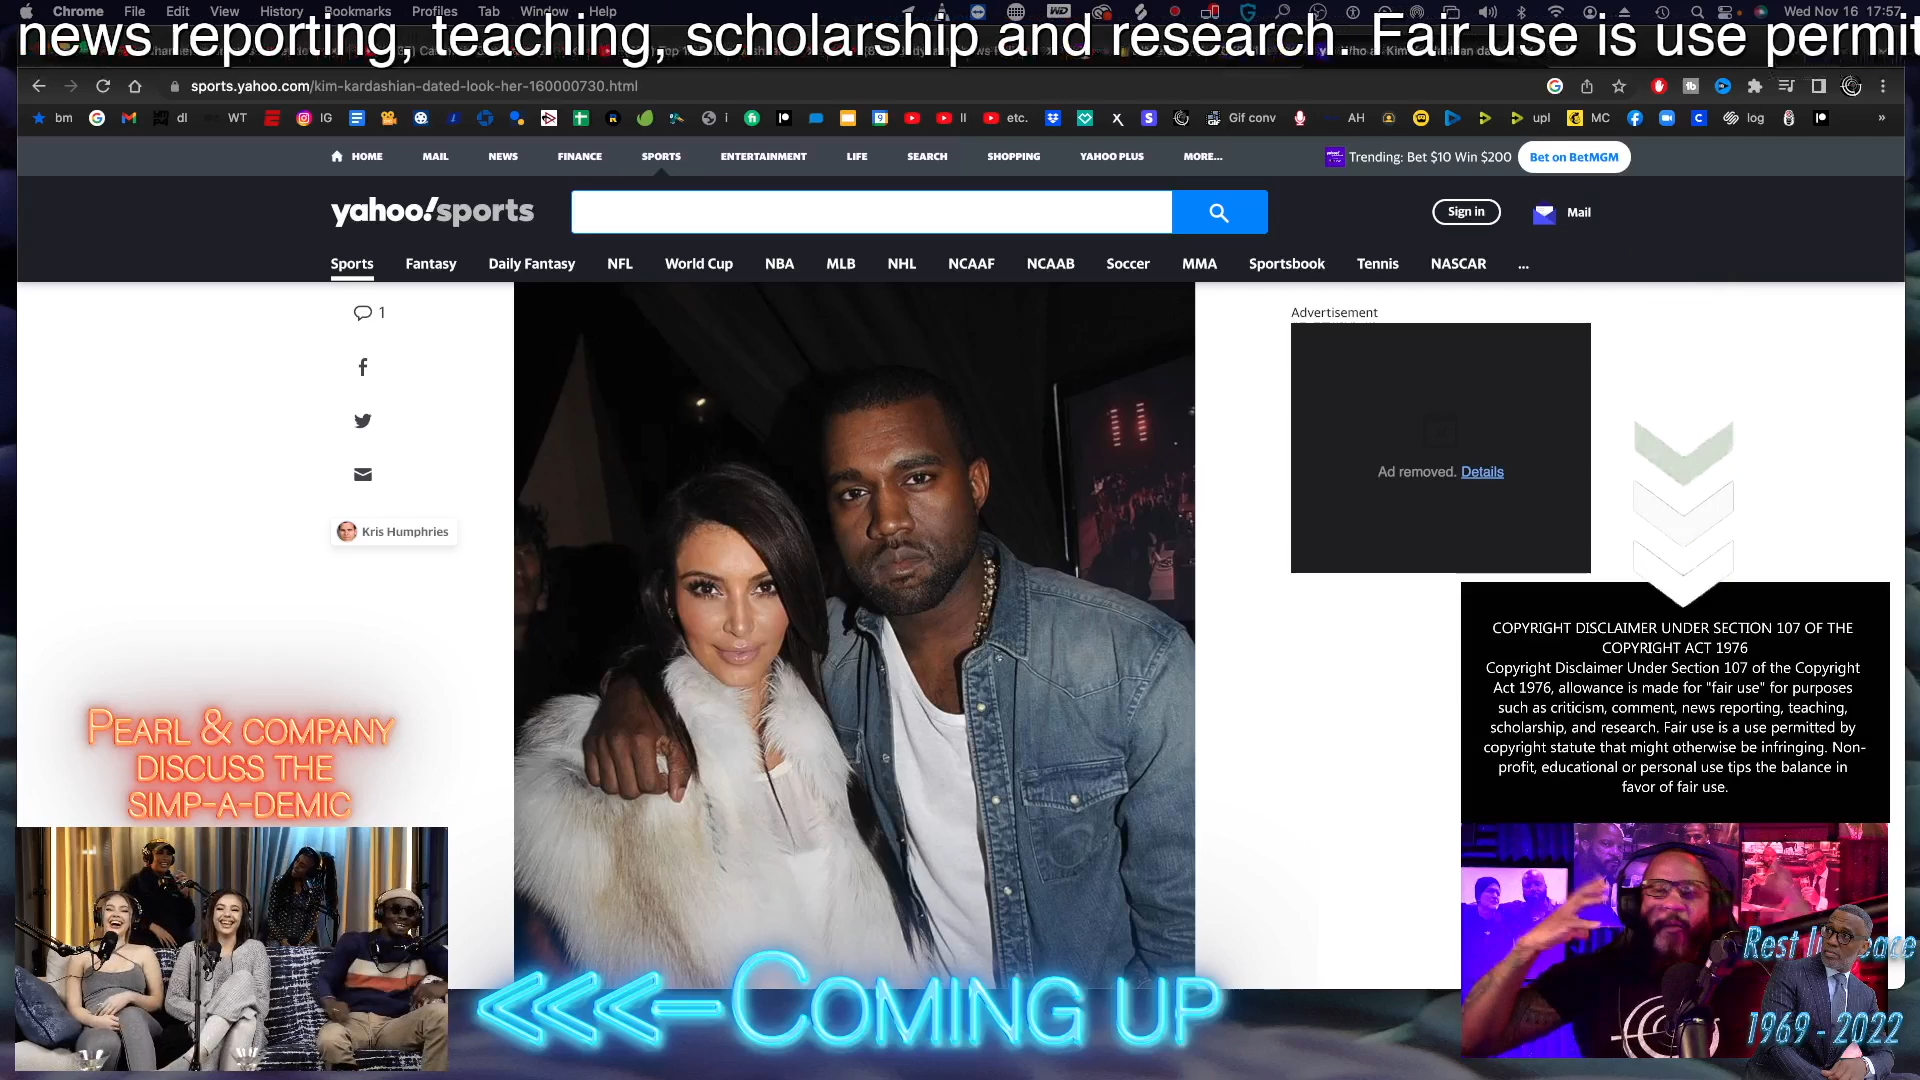 Chrome File Edit View History Bookmarks Profiles Tab Window Help
Wed Nov 16 17:57
news reporting, teaching, scholarship and research. Fair use is use permit
sports.yahoo.com/kim-kardashian-dated-look-her-160000730.html
bm dl WT IG i ll etc. Gif conv AH upl MC log »
HOME MAIL NEWS FINANCE SPORTS ENTERTAINMENT LIFE SEARCH SHOPPING YAHOO PLUS MORE...
Trending: Bet $10 Win $200 Bet on BetMGM
yahoo!sports
Sign in Mail
Sports Fantasy Daily Fantasy NFL World Cup NBA MLB NHL NCAAF NCAAB Soccer MMA Sportsbook Tennis NASCAR ...
1
Advertisement
Ad removed. Details
Kris Humphries
COPYRIGHT DISCLAIMER UNDER SECTION 107 OF THE
COPYRIGHT ACT 1976
Copyright Disclaimer Under Section 107 of the Copyright
Act 1976, allowance is made for "fair use" for purposes
such as criticism, comment, news reporting, teaching,
scholarship, and research. Fair use is a use permitted by
copyright statute that might otherwise be infringing. Non-
profit, educational or personal use tips the balance in
favor of fair use.
PEARL & COMPANY
DISCUSS THE
SIMP-A-DEMIC
<<<-COMING UP
Rest In
1969 - 2022